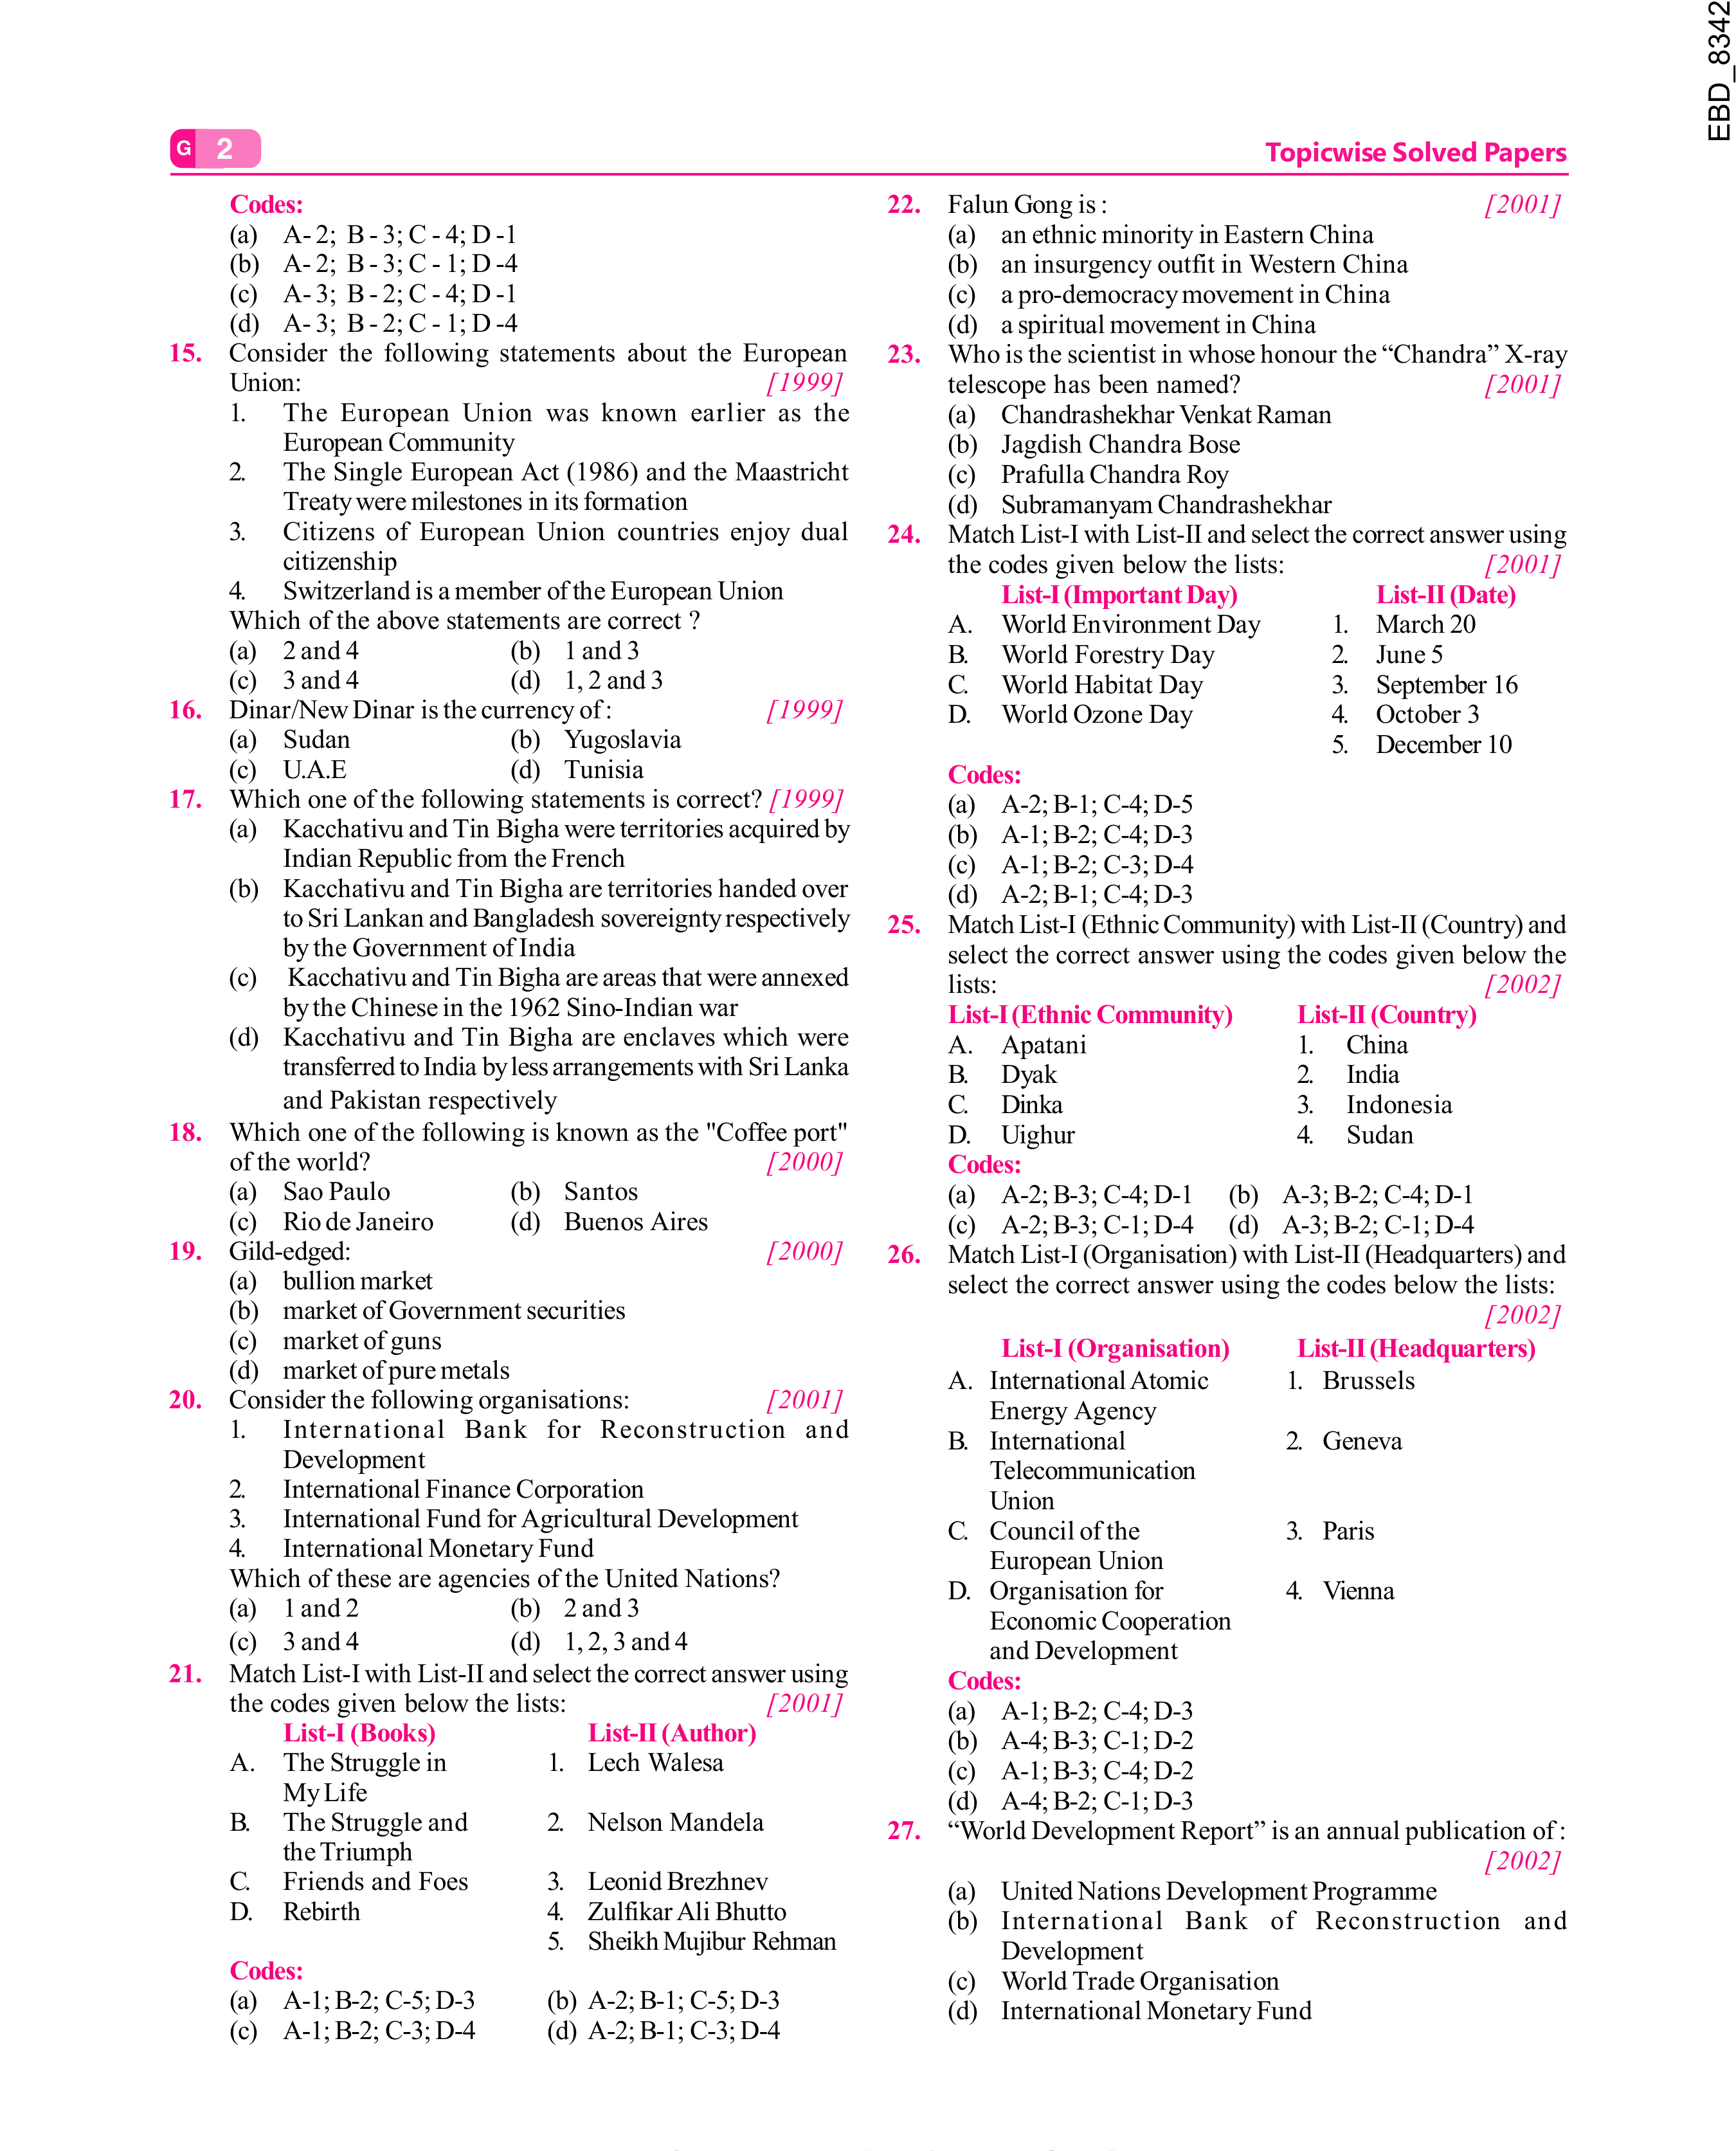 EBD_8342
G 2
Topicwise Solved Papers
Codes:
(a) A- 2; B - 3; C - 4; D -1
(b) A- 2; B - 3; C - 1; D -4
(c) A- 3; B - 2; C - 4; D -1
(d) A- 3; B - 2; C - 1; D -4
15. Consider the following statements about the European
Union: [1999]
1. The European Union was known earlier as the
European Community
2. The Single European Act (1986) and the Maastricht
Treaty were milestones in its formation
3. Citizens of European Union countries enjoy dual
citizenship
4. Switzerland is a member of the European Union
Which of the above statements are correct ?
(a) 2 and 4 (b) 1 and 3
(c) 3 and 4 (d) 1, 2 and 3
16. Dinar/New Dinar is the currency of : [1999]
(a) Sudan (b) Yugoslavia
(c) U.A.E (d) Tunisia
17. Which one of the following statements is correct? [1999]
(a) Kacchativu and Tin Bigha were territories acquired by
Indian Republic from the French
(b) Kacchativu and Tin Bigha are territories handed over
to Sri Lankan and Bangladesh sovereignty respectively
by the Government of India
(c) Kacchativu and Tin Bigha are areas that were annexed
by the Chinese in the 1962 Sino-Indian war
(d) Kacchativu and Tin Bigha are enclaves which were
transferred to India by less arrangements with Sri Lanka
and Pakistan respectively
18. Which one of the following is known as the "Coffee port"
of the world? [2000]
(a) Sao Paulo (b) Santos
(c) Rio de Janeiro (d) Buenos Aires
19. Gild-edged: [2000]
(a) bullion market
(b) market of Government securities
(c) market of guns
(d) market of pure metals
20. Consider the following organisations: [2001]
1. International Bank for Reconstruction and
Development
2. International Finance Corporation
3. International Fund for Agricultural Development
4. International Monetary Fund
Which of these are agencies of the United Nations?
(a) 1 and 2 (b) 2 and 3
(c) 3 and 4 (d) 1, 2, 3 and 4
21. Match List-I with List-II and select the correct answer using
the codes given below the lists: [2001]
List-I (Books) List-II (Author)
A. The Struggle in 1. Lech Walesa
My Life
B. The Struggle and 2. Nelson Mandela
the Triumph
C. Friends and Foes 3. Leonid Brezhnev
D. Rebirth 4. Zulfikar Ali Bhutto
5. Sheikh Mujibur Rehman
Codes:
(a) A-1; B-2; C-5; D-3 (b) A-2; B-1; C-5; D-3
(c) A-1; B-2; C-3; D-4 (d) A-2; B-1; C-3; D-4
22. Falun Gong is : [2001]
(a) an ethnic minority in Eastern China
(b) an insurgency outfit in Western China
(c) a pro-democracy movement in China
(d) a spiritual movement in China
23. Who is the scientist in whose honour the “Chandra” X-ray
telescope has been named? [2001]
(a) Chandrashekhar Venkat Raman
(b) Jagdish Chandra Bose
(c) Prafulla Chandra Roy
(d) Subramanyam Chandrashekhar
24. Match List-I with List-II and select the correct answer using
the codes given below the lists: [2001]
List-I (Important Day) List-II (Date)
A. World Environment Day 1. March 20
B. World Forestry Day 2. June 5
C. World Habitat Day 3. September 16
D. World Ozone Day 4. October 3
5. December 10
Codes:
(a) A-2; B-1; C-4; D-5
(b) A-1; B-2; C-4; D-3
(c) A-1; B-2; C-3; D-4
(d) A-2; B-1; C-4; D-3
25. Match List-I (Ethnic Community) with List-II (Country) and
select the correct answer using the codes given below the
lists: [2002]
List-I (Ethnic Community) List-II (Country)
A. Apatani 1. China
B. Dyak 2. India
C. Dinka 3. Indonesia
D. Uighur 4. Sudan
Codes:
(a) A-2; B-3; C-4; D-1 (b) A-3; B-2; C-4; D-1
(c) A-2; B-3; C-1; D-4 (d) A-3; B-2; C-1; D-4
26. Match List-I (Organisation) with List-II (Headquarters) and
select the correct answer using the codes below the lists:
[2002]
List-I (Organisation) List-II (Headquarters)
A. International Atomic 1. Brussels
Energy Agency
B. International 2. Geneva
Telecommunication
Union
C. Council of the 3. Paris
European Union
D. Organisation for 4. Vienna
Economic Cooperation
and Development
Codes:
(a) A-1; B-2; C-4; D-3
(b) A-4; B-3; C-1; D-2
(c) A-1; B-3; C-4; D-2
(d) A-4; B-2; C-1; D-3
27. “World Development Report” is an annual publication of :
[2002]
(a) United Nations Development Programme
(b) International Bank of Reconstruction and
Development
(c) World Trade Organisation
(d) International Monetary Fund